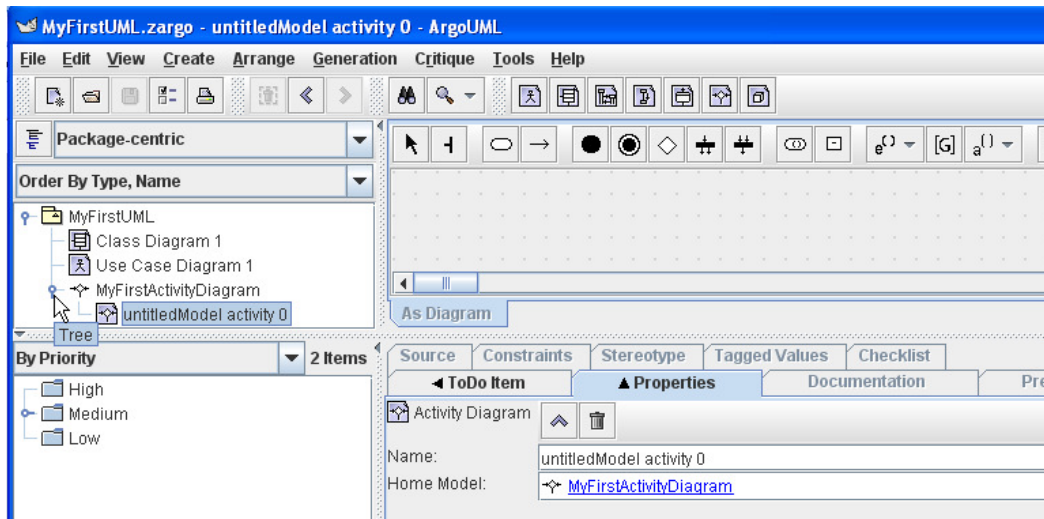 MyFirstUML.zargo - untitledModel activity 0 - ArgoUML
File Edit View Create Arrange Generation Critique Tools Help
Package-centric
[G]
e()
a()
Order By Type, Name
MyFirstUML
Class Diagram 1
Use Case Diagram 1
MyFirstActivityDiagram
untitledModel activity 0
Tree
As Diagram
By Priority
2 Items
High
Medium
Low
Source Constraints Stereotype Tagged Values Checklist
ToDo Item Properties Documentation Pre
Activity Diagram
Name: untitledModel activity 0
Home Model: MyFirstActivityDiagram